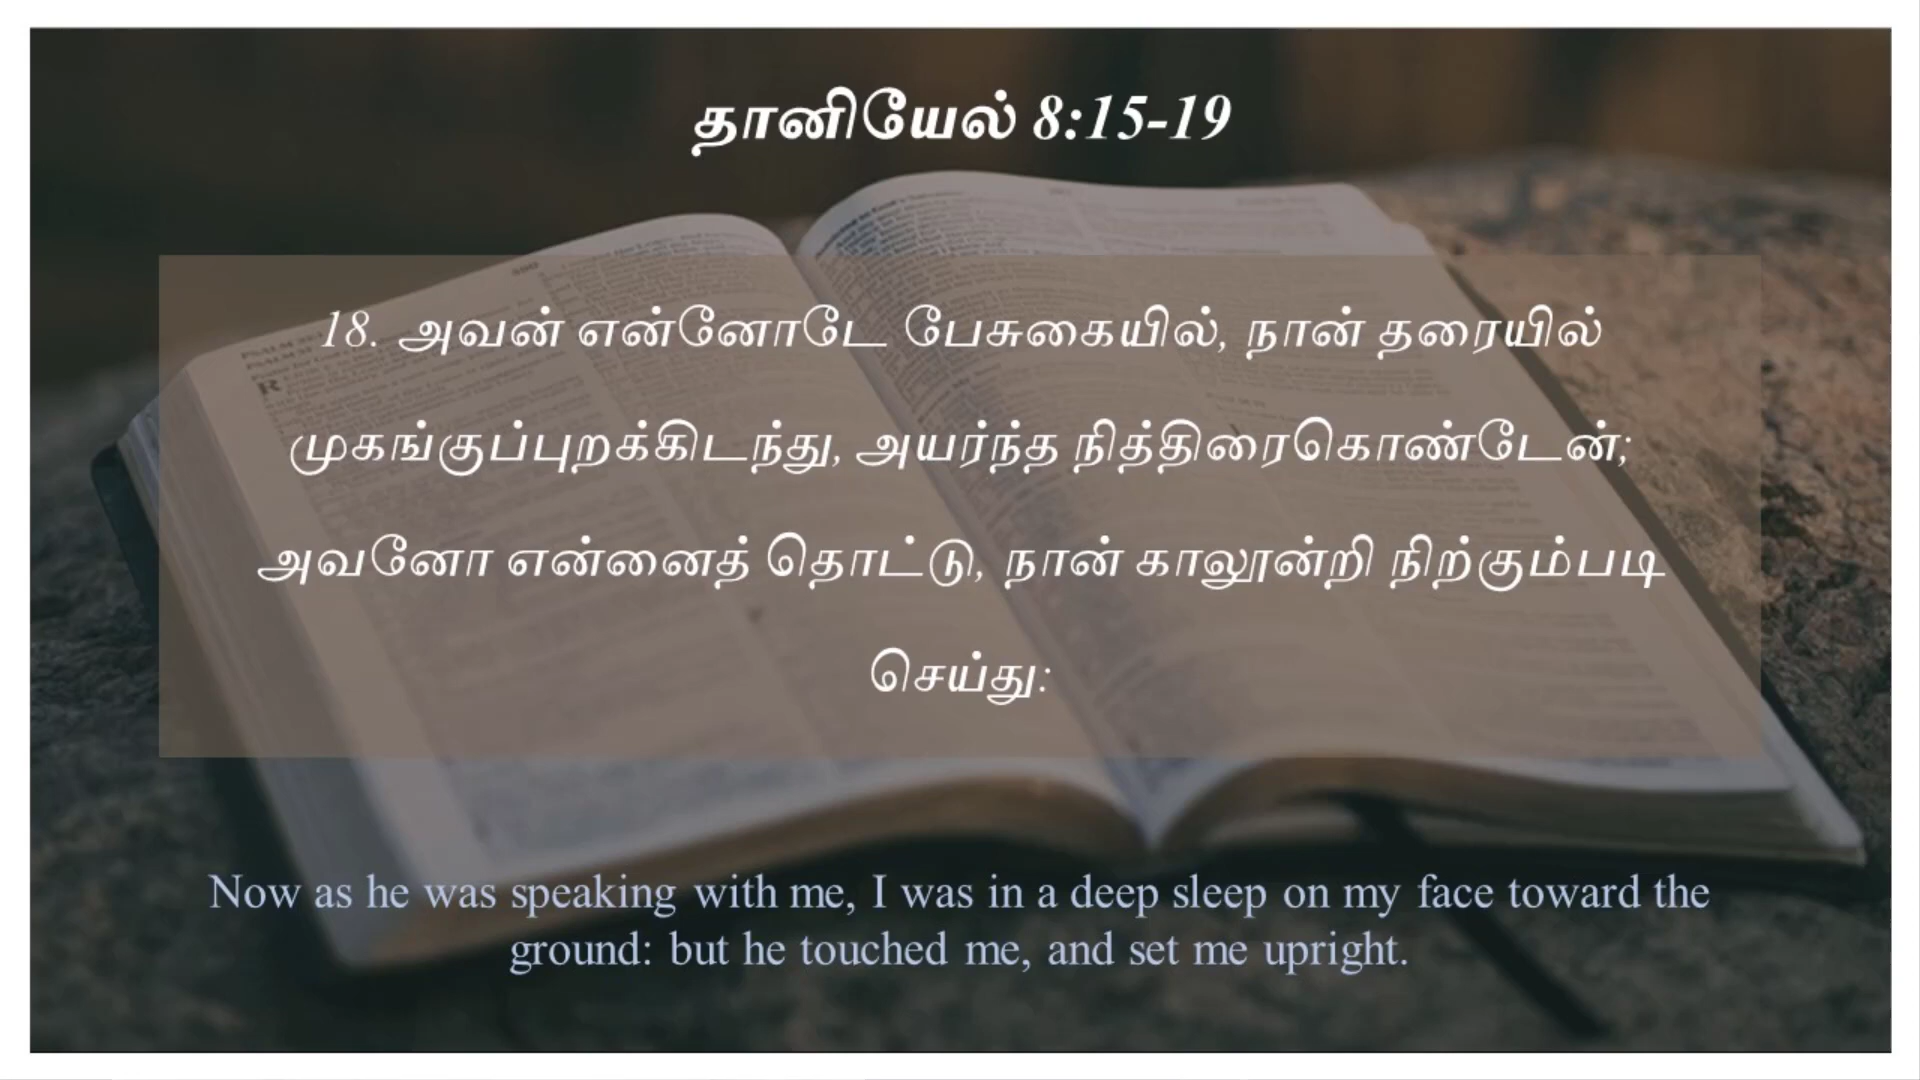 தானியேல் 8:15-19
18. அவன் என்னோடே பேசுகையில், நான் தரையில்
முகங்குப்புறக்கிடந்து, அயர்ந்த நித்திரைகொண்டேன்;
அவனோ என்னைத் தொட்டு, நான் காலூன்றி நிற்கும்படி
செய்து:
Now as he was speaking with me, I was in a deep sleep on my face toward the
ground: but he touched me, and set me upright.